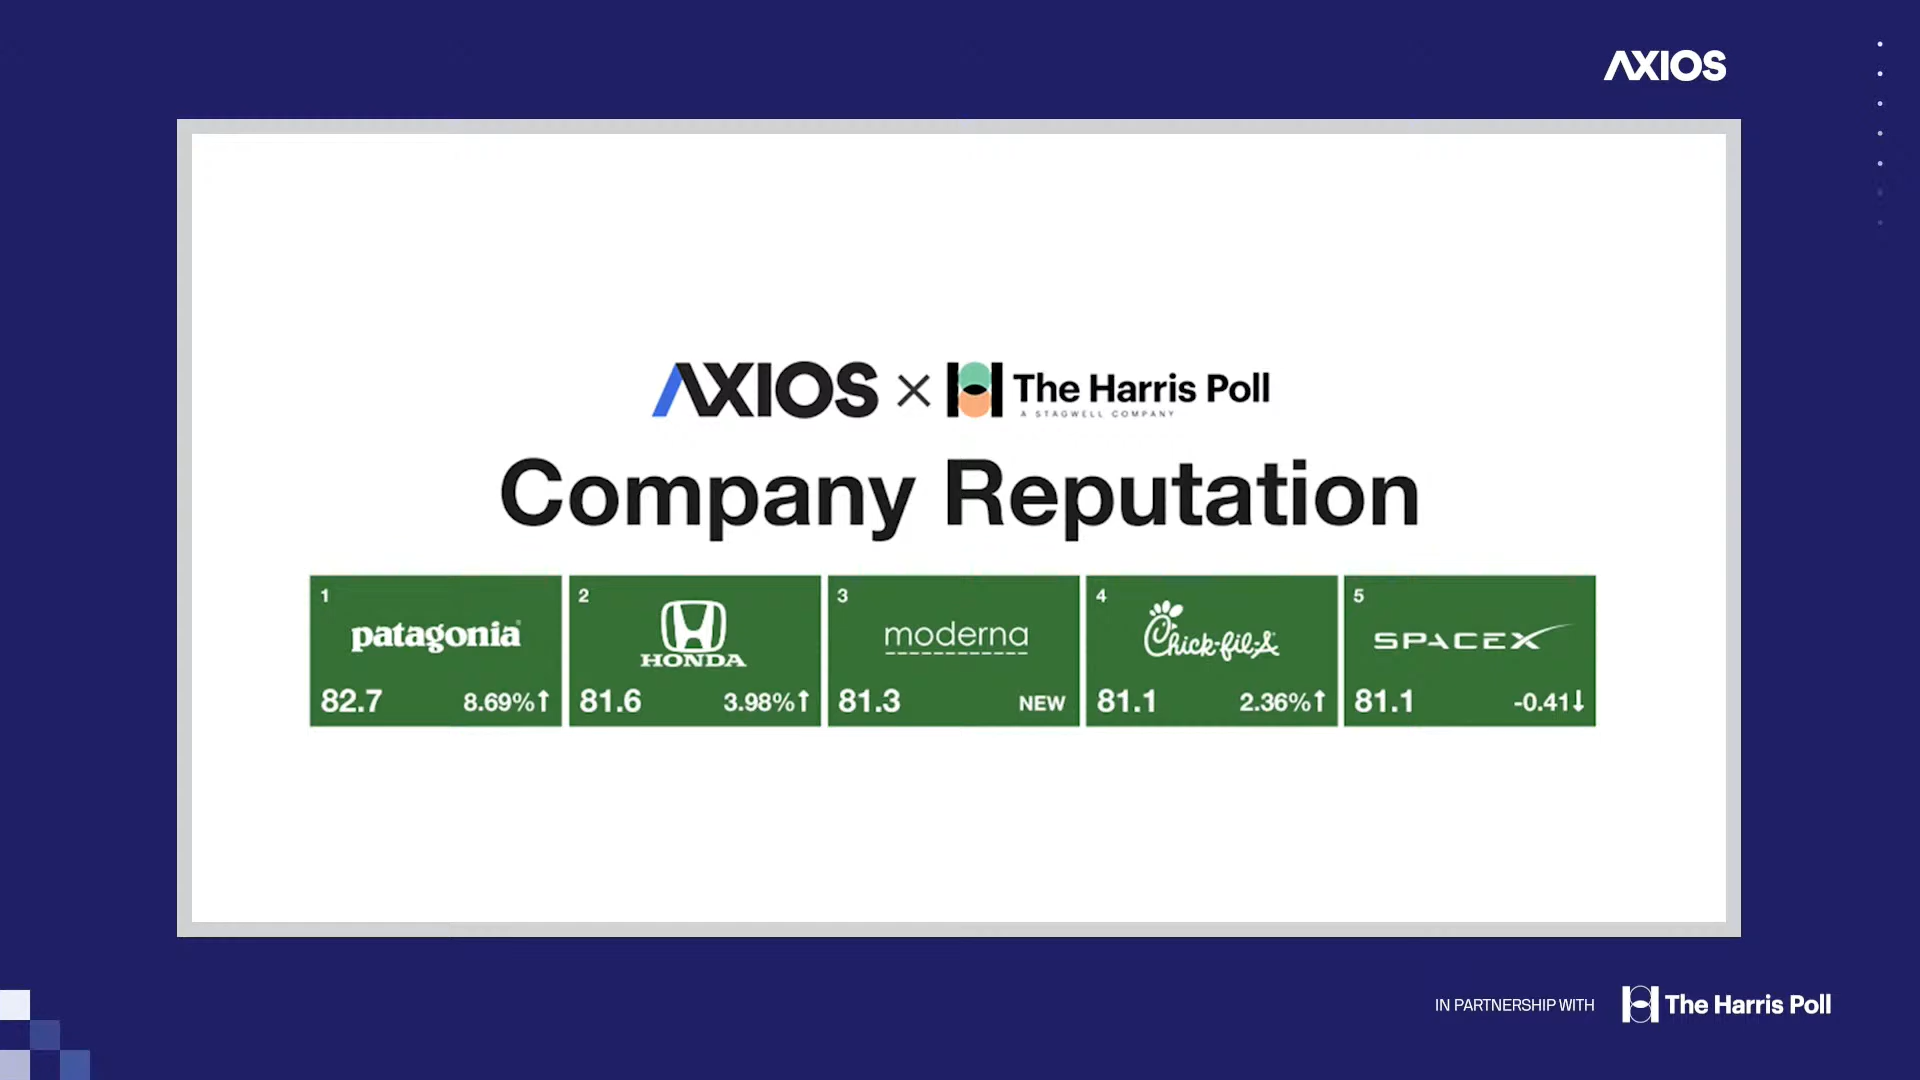 AXIOS
AXIOS × The Harris Poll
A STAGWELL COMPANY
Company Reputation
1
patagonia
82.7 8.69%↑
2
HONDA
81.6 3.98%↑
3
moderna
81.3 NEW
4
Chick-fil-A
81.1 2.36%↑
5
SPACEX
81.1 -0.41↓
IN PARTNERSHIP WITH The Harris Poll